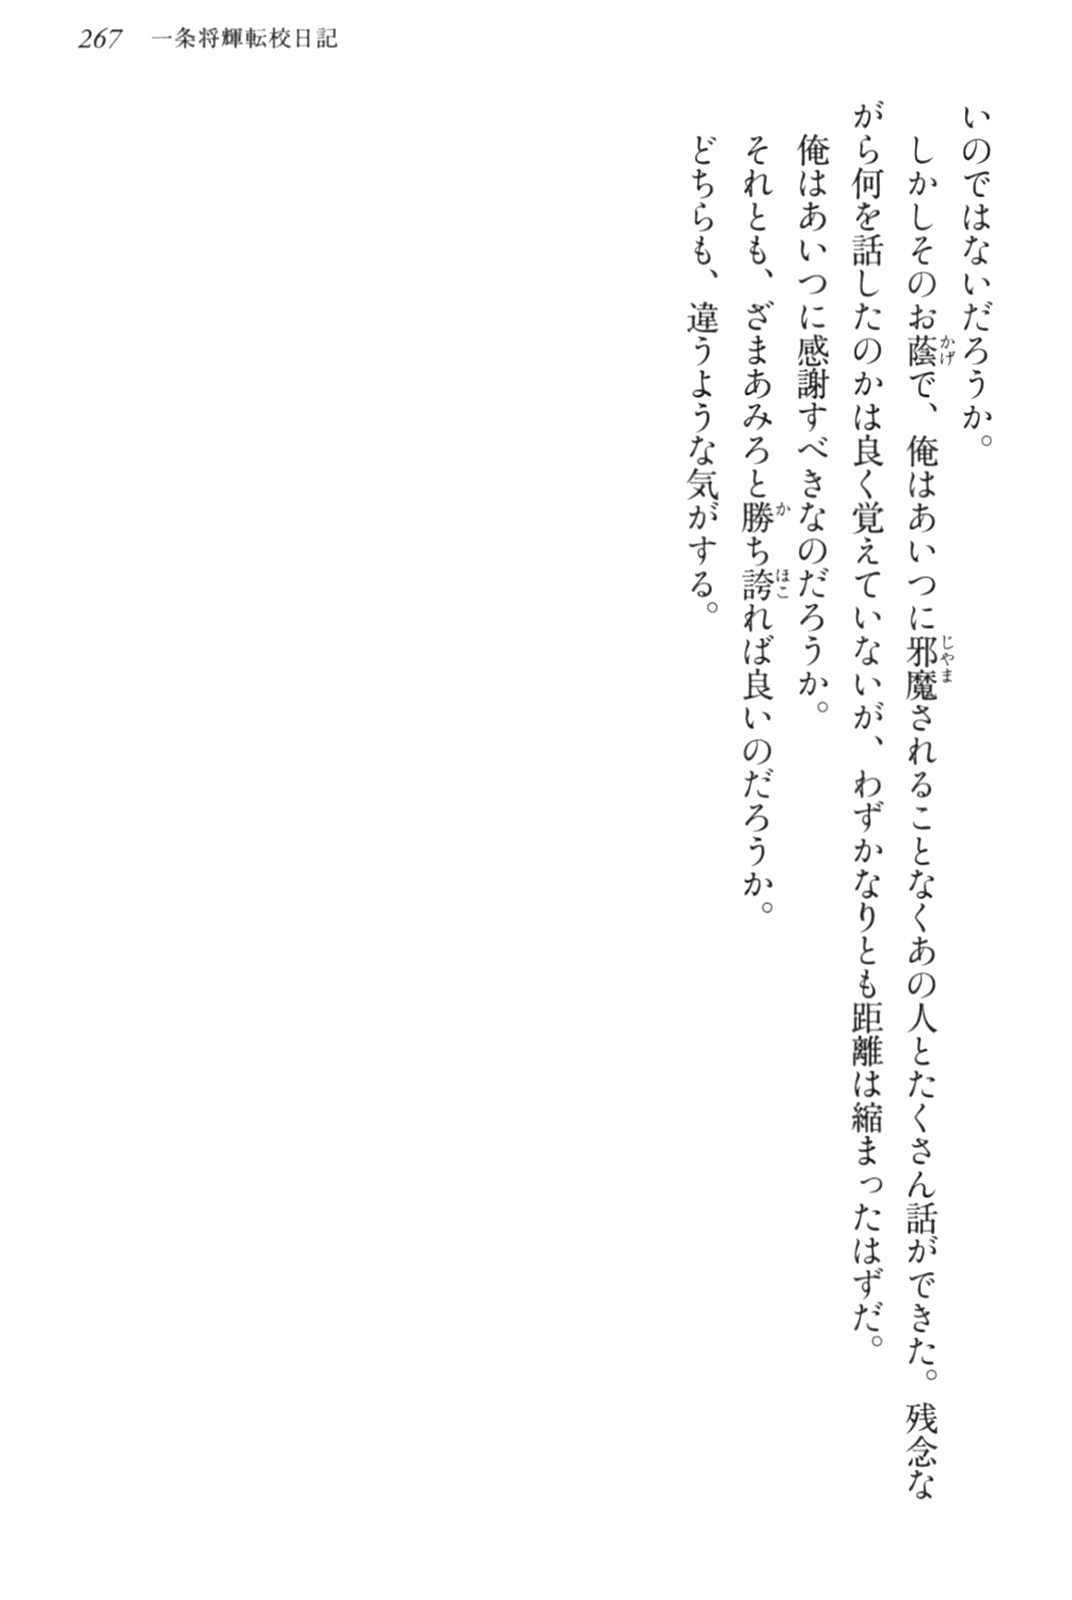 267 一条将輝転校日記
いのではないだろうか。
しかしそのお蔭で、俺はあいつに邪魔されることなくあの人とたくさん話ができた。残念な
がら何を話したのかは良く覚えていないが、わずかなりとも距離は縮まったはずだ。
俺はあいつに感謝すべきなのだろうか。
それとも、ざまあみろと勝ち誇れば良いのだろうか。
どちらも、違うような気がする。